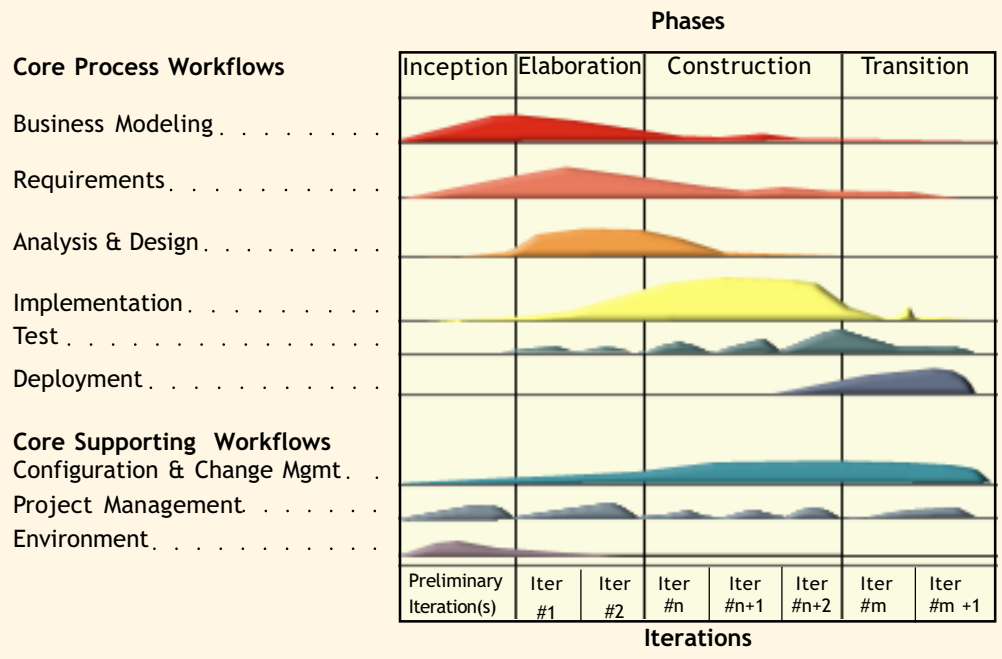 Phases
Core Process Workflows
Inception Elaboration Construction Transition
Business Modeling . . . . . . . .
Requirements . . . . . . . . .
Analysis & Design . . . . . . . . .
Implementation . . . . . . . . .
Test . . . . . . . . . . . . . . .
Deployment . . . . . . . . . . .
Core Supporting Workflows
Configuration & Change Mgmt . .
Project Management . . . . . . .
Environment . . . . . . . . . . .
Preliminary Iteration(s)
Iter #1
Iter #2
Iter #n
Iter #n+1
Iter #n+2
Iter #m
Iter #m +1
Iterations